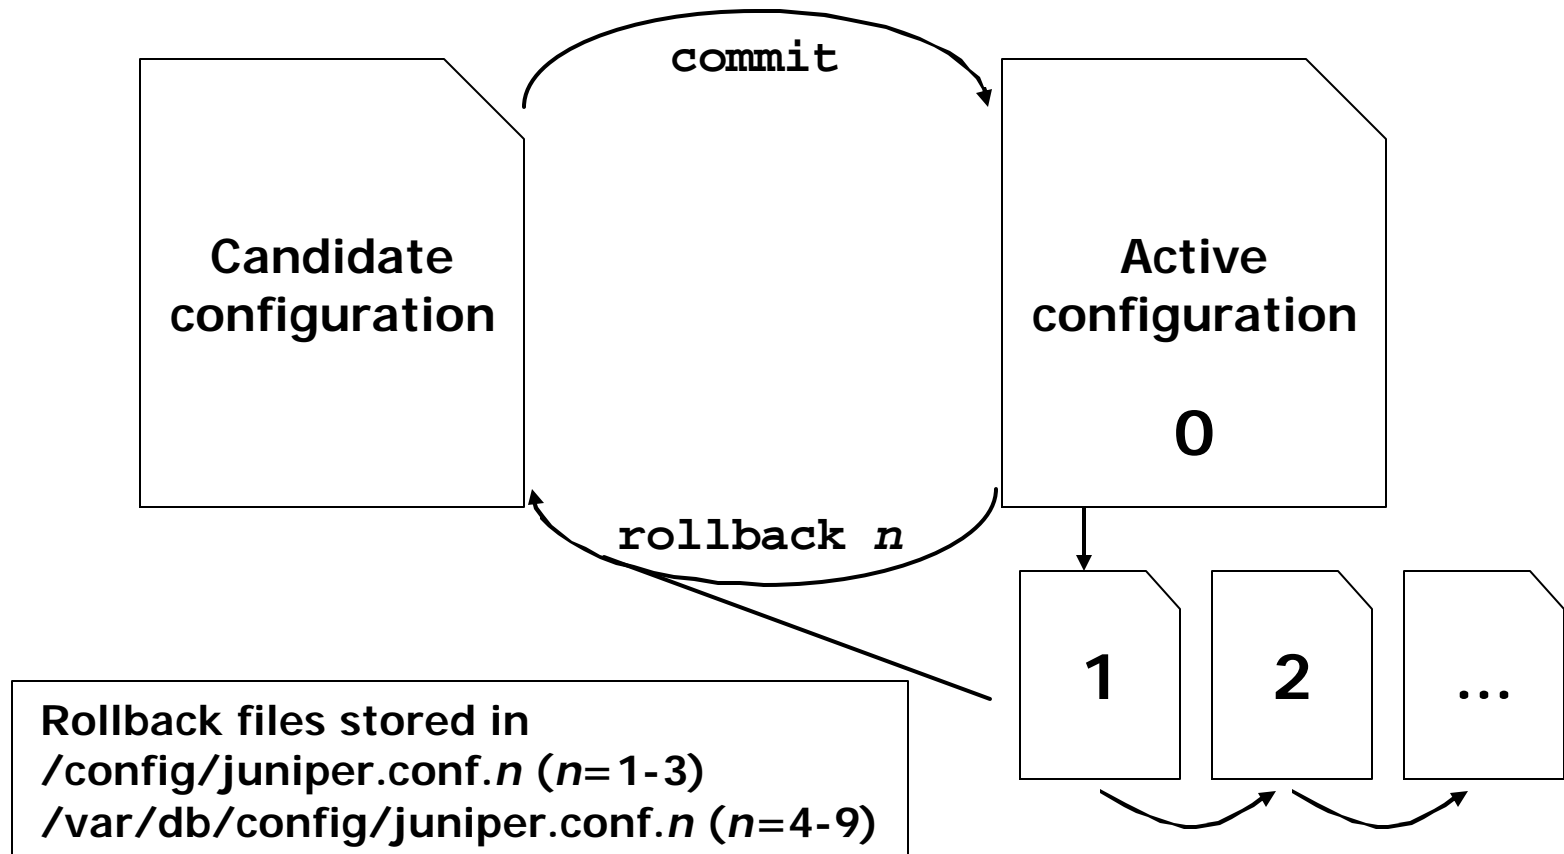 commit
Candidate
configuration
Active
configuration
0
rollback n
1
2
...
Rollback files stored in
/config/juniper.conf.n (n=1-3)
/var/db/config/juniper.conf.n (n=4-9)